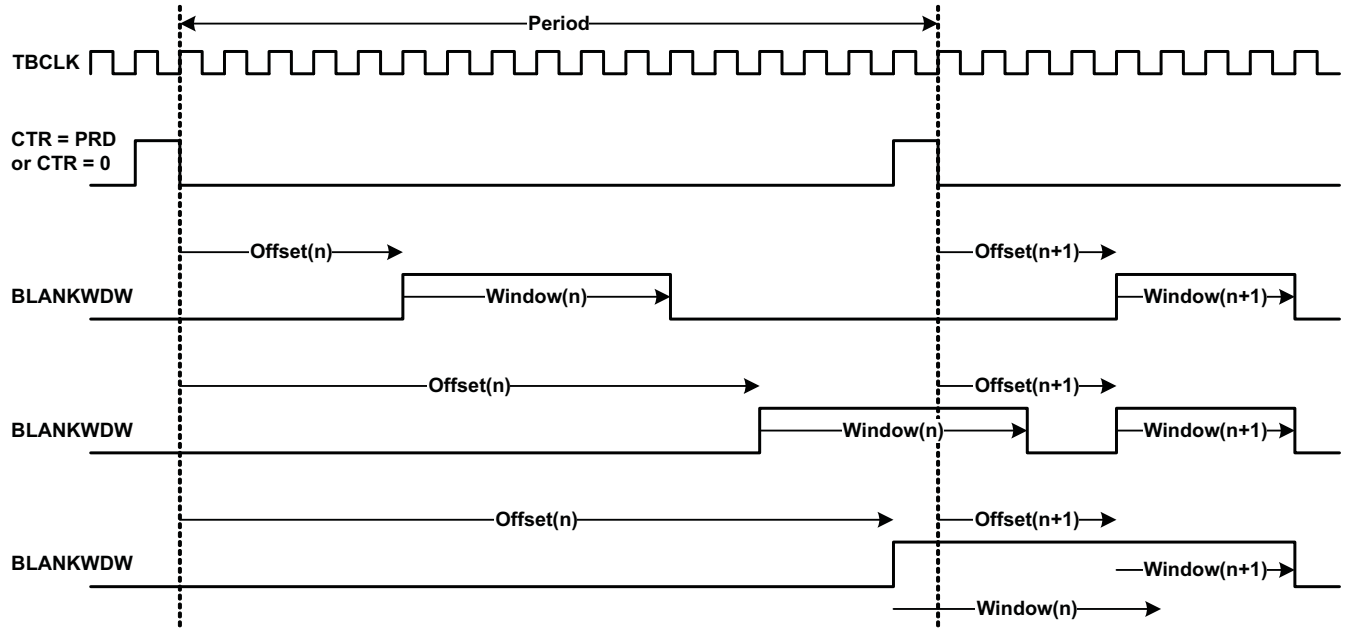 Period
TBCLK
CTR = PRD
or CTR = 0
Offset(n)
Offset(n+1)
BLANKWDW
Window(n)
Window(n+1)
Offset(n)
Offset(n+1)
BLANKWDW
Window(n)
Window(n+1)
Offset(n)
Offset(n+1)
BLANKWDW
Window(n+1)
Window(n)